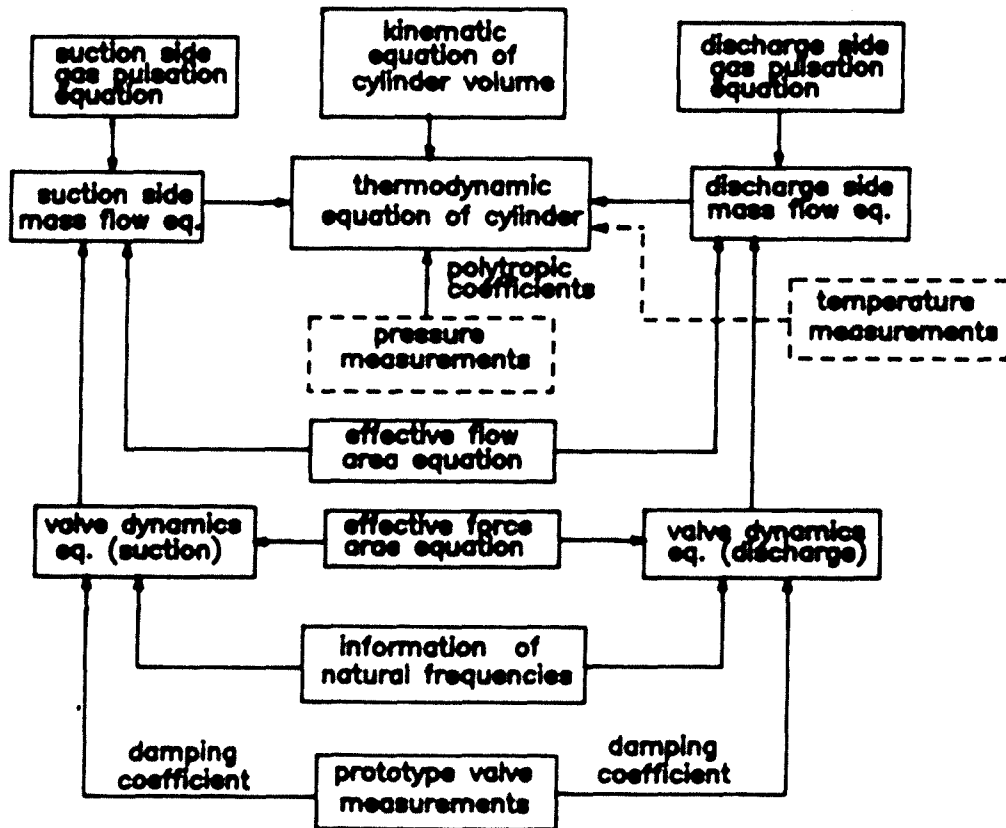 suction side
gas pulsation
equation
kinematic
equation of
cylinder volume
discharge side
gas pulsation
equation
suction side
mass flow eq.
thermodynamic
equation of cylinder
discharge side
mass flow eq.
polytropic
coefficients
pressure
measurements
temperature
measurements
effective flow
area equation
valve dynamics
eq. (suction)
effective force
arae equation
valve dynamics
eq. (discharge)
information of
natural frequencies
damping
coefficient
prototype valve
measurements
damping
coefficient